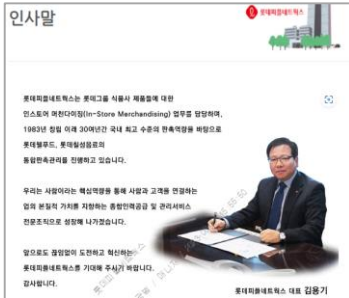 인사말
롯데피플네트웍스
롯데피플네트웍스는 롯데그룹 식품사 제품들에 대한
인스토어 머천다이징(In-Store Merchandising) 업무를 담당하며,
1983년 창립 이래 30여년간 국내 최고 수준의 판촉역량을 바탕으로
롯데웰푸드, 롯데칠성음료의
통합판촉관리를 진행하고 있습니다.
우리는 사람이라는 핵심역량을 통해 사람과 고객을 연결하는
업의 본질적 가치를 지향하는 종합인력공급 및 관리서비스
전문조직으로 성장해 나가겠습니다.
앞으로도 끊임없이 도전하고 혁신하는
롯데피플네트웍스를 기대해 주시기 바랍니다.
감사합니다.
롯데피플네트웍스 대표 김용기